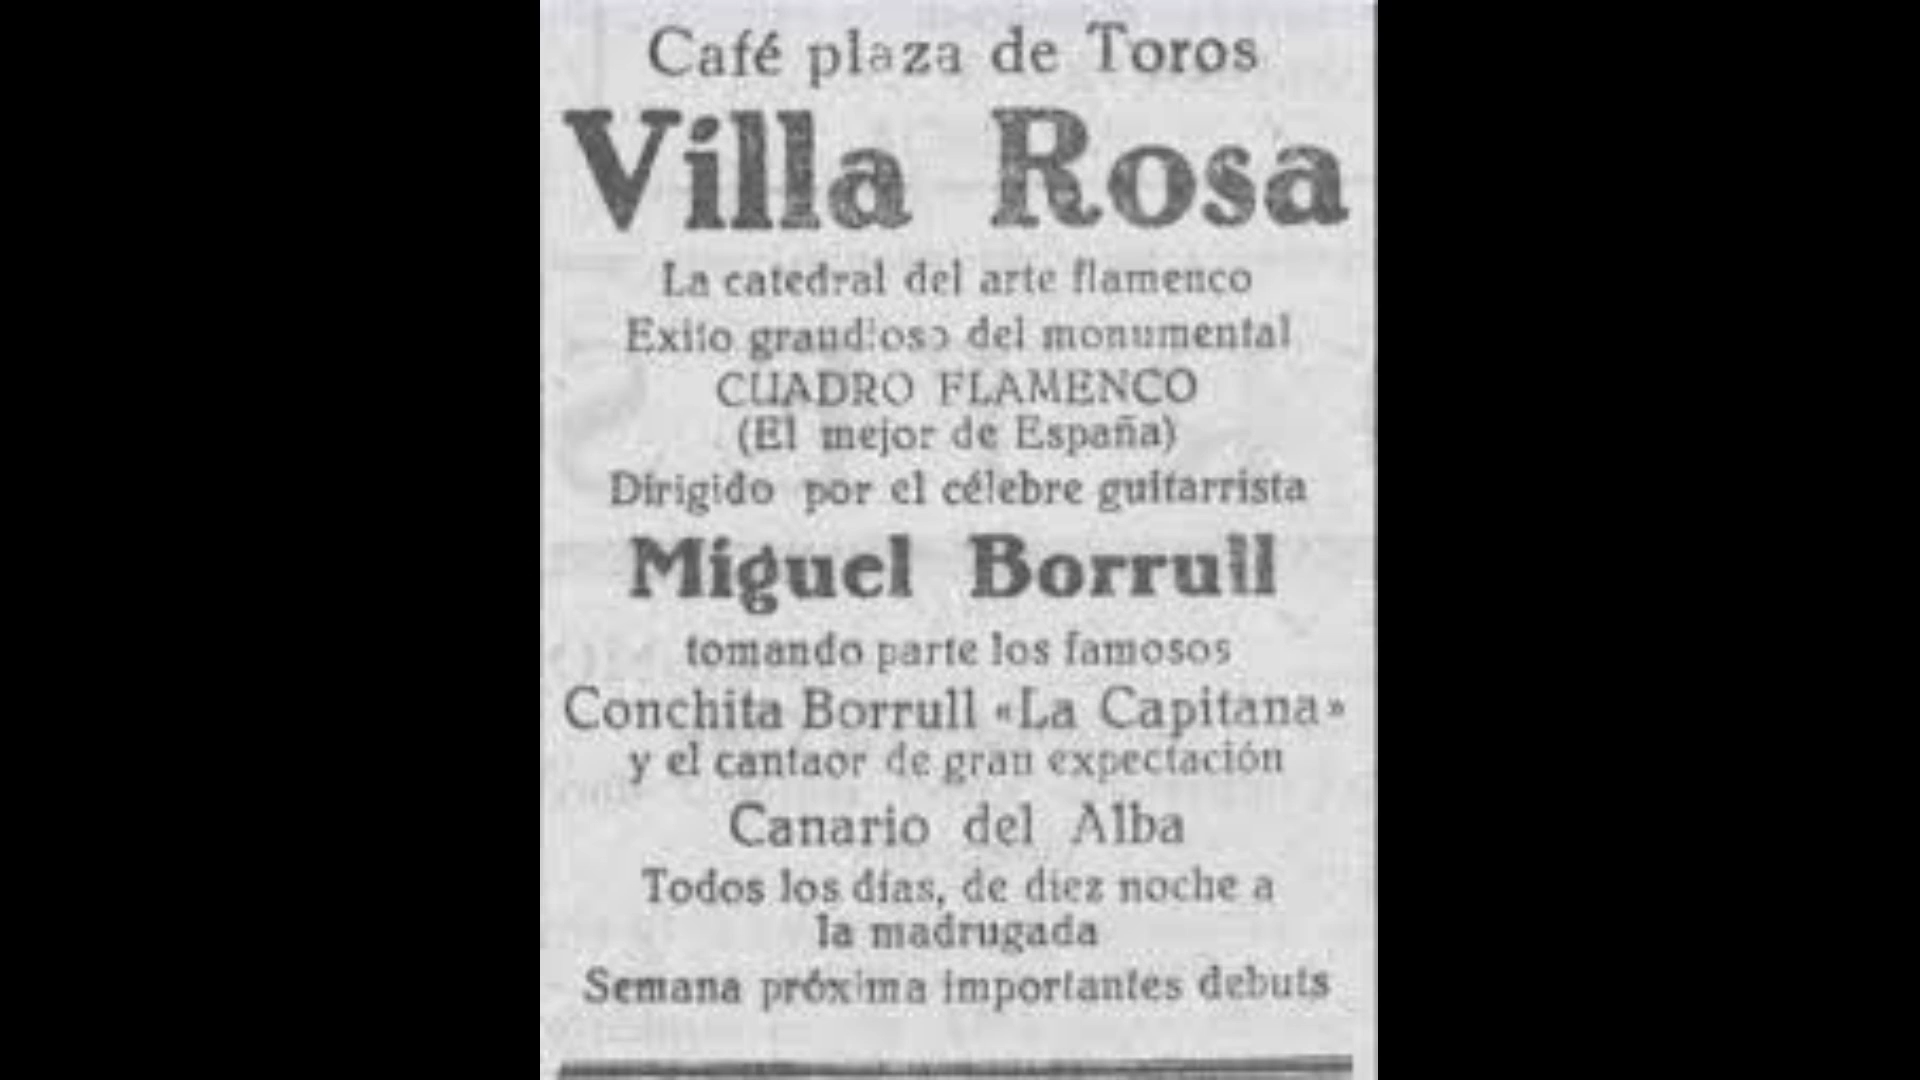 Café plaza de Toros
Villa Rosa
La catedral del arte flamenco
Exito grandioso del monumental
CUADRO FLAMENCO
(El mejor de España)
Dirigido por el célebre guitarrista
Miguel Borrull
tomando parte los famosos
Conchita Borrull «La Capitana»
y el cantaor de gran expectación
Canario del Alba
Todos los días, de diez noche a
la madrugada
Semana próxima importantes debuts